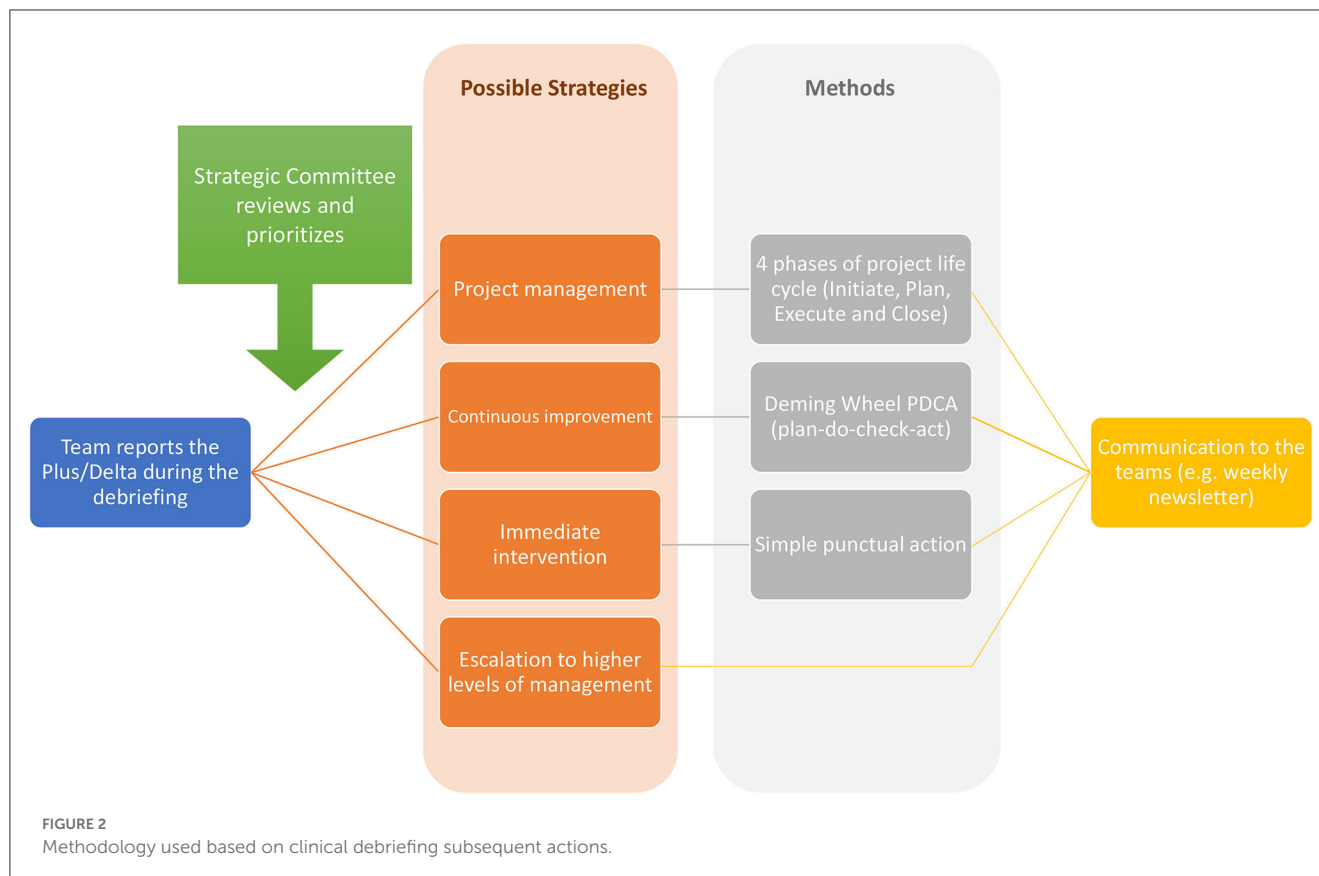 Possible Strategies
Methods
Strategic Committee
reviews and
prioritizes
Project management
4 phases of project life
cycle (Initiate, Plan,
Execute and Close)
Continuous improvement
Deming Wheel PDCA
(plan-do-check-act)
Team reports the
Plus/Delta during the
debriefing
Communication to the
teams (e.g. weekly
newsletter)
Immediate
intervention
Simple punctual action
Escalation to higher
levels of management
FIGURE 2
Methodology used based on clinical debriefing subsequent actions.